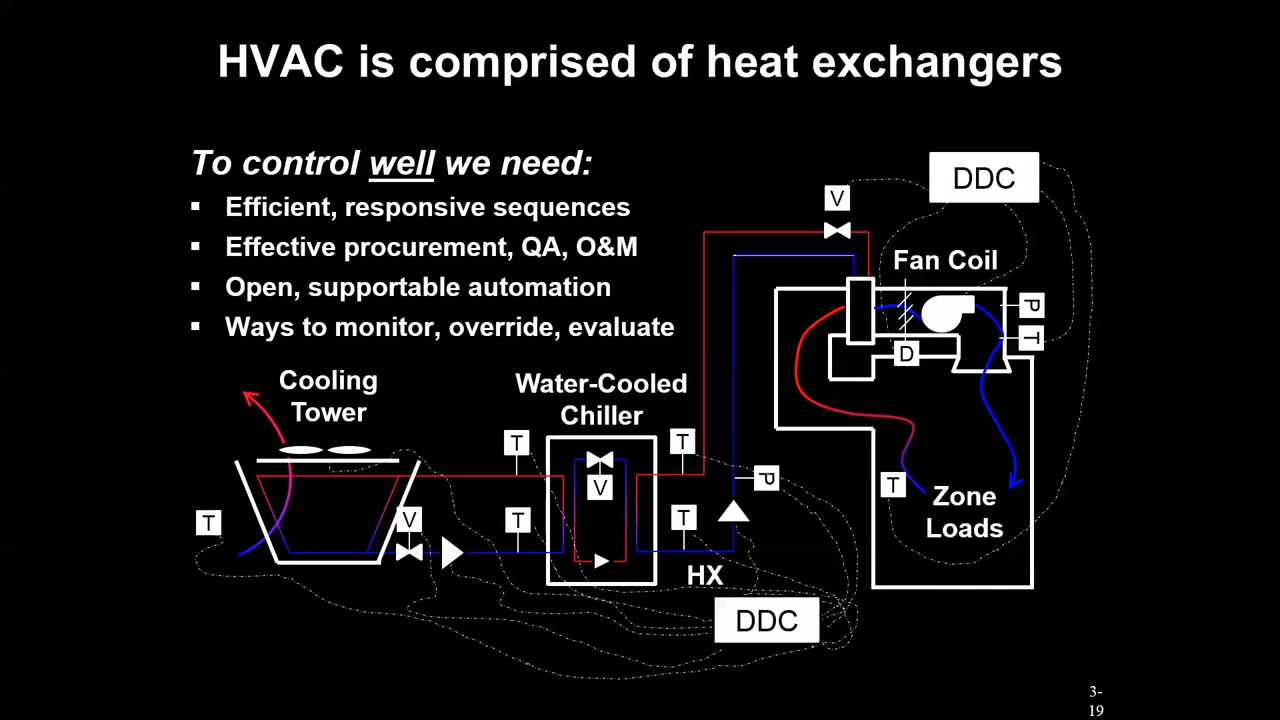 HVAC is comprised of heat exchangers
To control well we need:
▪ Efficient, responsive sequences
▪ Effective procurement, QA, O&M
▪ Open, supportable automation
▪ Ways to monitor, override, evaluate
DDC
V
Fan Coil
P
T
D
Cooling
Tower
Water-Cooled
Chiller
T
T
P
V
T
Zone
Loads
T
V
T
T
HX
DDC
3-
19